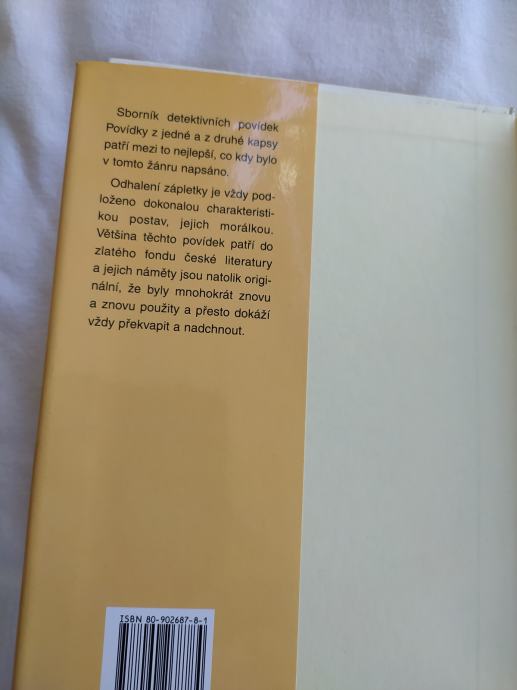 Sborník detektivních povídek
Povídky z jedné a z druhé kapsy
patří mezi to nejlepší, co kdy bylo
v tomto žánru napsáno.
Odhalení zápletky je vždy pod-
loženo dokonalou charakteristi-
kou postav, jejich morálkou.
Většina těchto povídek patří do
zlatého fondu české literatury
a jejich náměty jsou natolik origi-
nální, že byly mnohokrát znovu
a znovu použity a přesto dokáží
vždy překvapit a nadchnout.
ISBN 80-902687-8-1